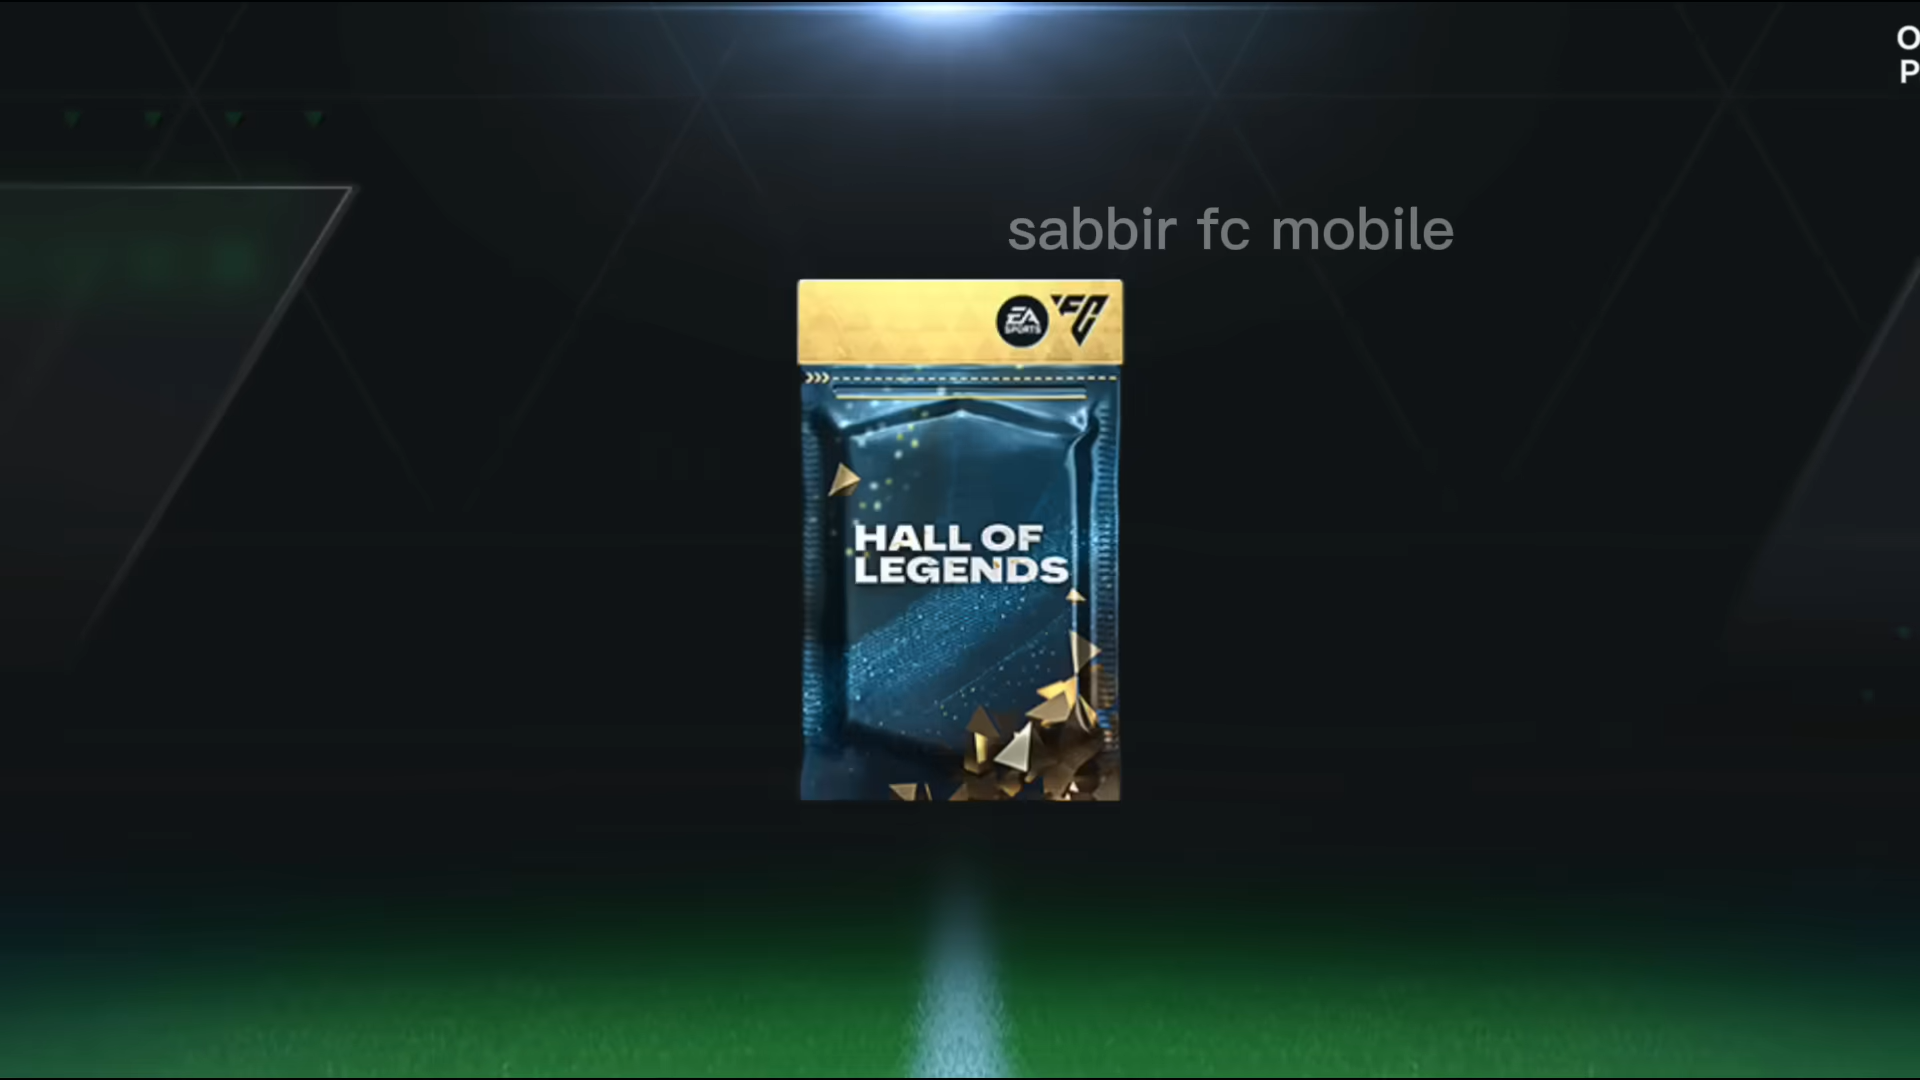 O
P
sabbir fc mobile
EA
SPORTS
FC
HALL OF
LEGENDS